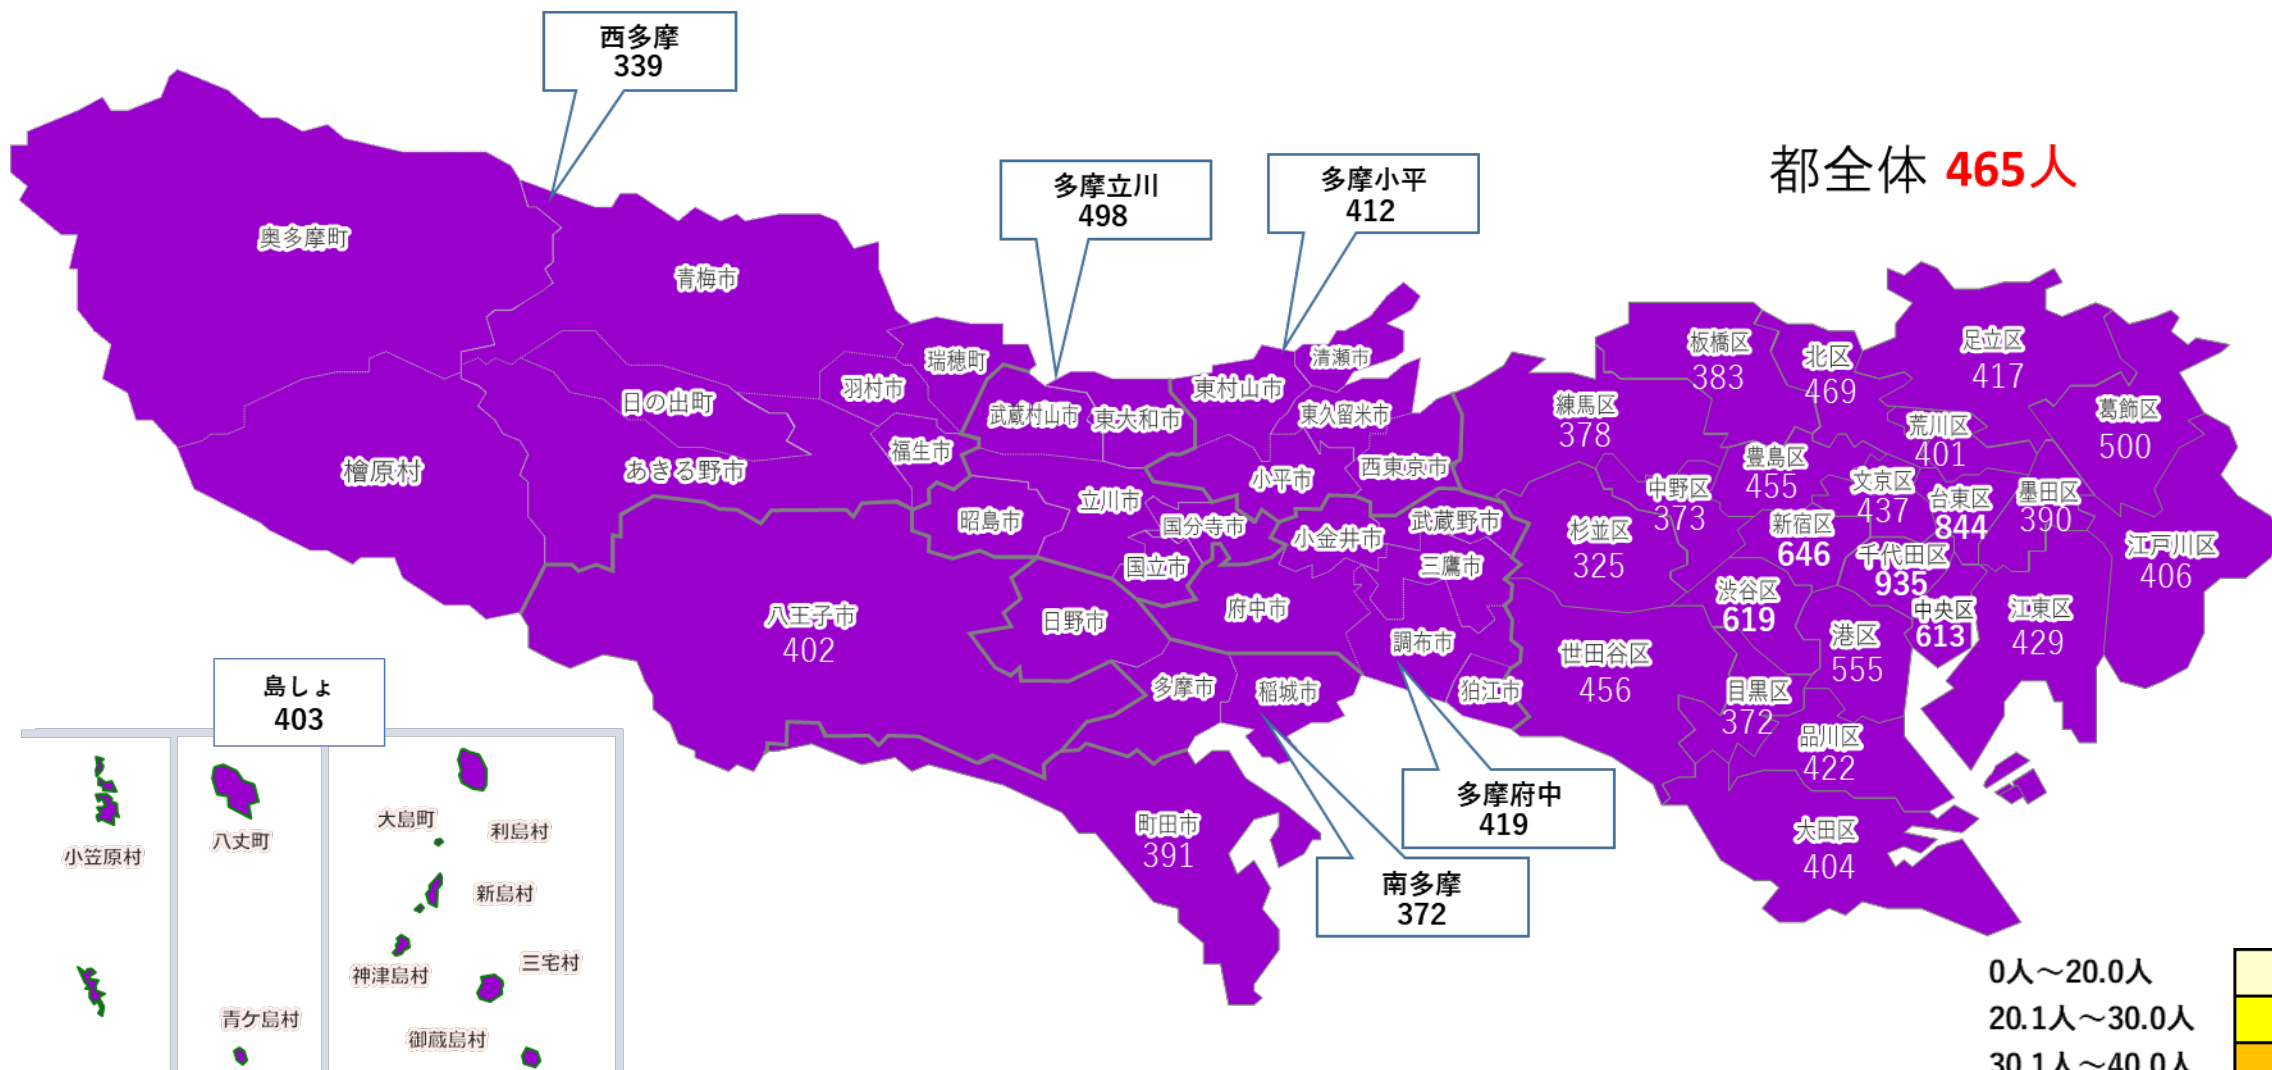 西多摩
339
多摩立川
498
多摩小平
412
都全体 465人
奥多摩町
青梅市
瑞穂町
羽村市
日の出町
福生市
あきる野市
檜原村
武蔵村山市
東大和市
東村山市
清瀬市
東久留米市
小平市
西東京市
昭島市
立川市
国分寺市
国立市
小金井市
武蔵野市
三鷹市
府中市
調布市
狛江市
八王子市
402
日野市
多摩市
稲城市
町田市
391
多摩府中
419
南多摩
372
板橋区
383
北区
469
足立区
417
葛飾区
500
練馬区
378
荒川区
401
豊島区
455
文京区
437
台東区
844
墨田区
390
中野区
373
新宿区
646
杉並区
325
千代田区
935
江戸川区
406
渋谷区
619
中央区
613
江東区
429
港区
555
世田谷区
456
目黒区
372
品川区
422
大田区
404
島しょ
403
小笠原村
八丈町
青ケ島村
大島町
利島村
新島村
神津島村
三宅村
御蔵島村
0人～20.0人
20.1人～30.0人
30.1人～40.0人